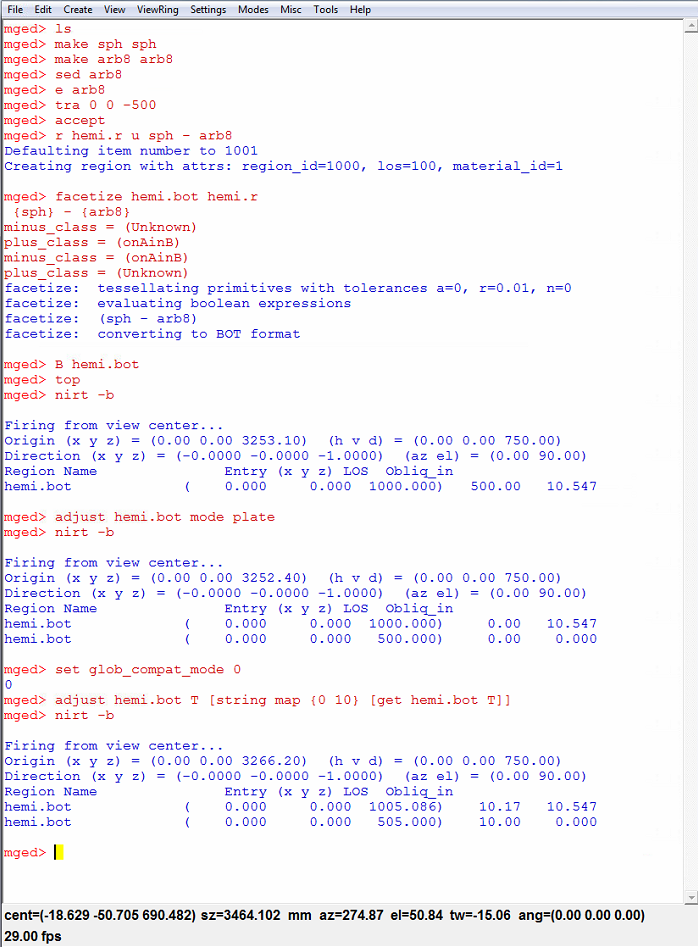 File Edit Create View ViewRing Settings Modes Misc Tools Help
mged> ls
mged> make sph sph
mged> make arb8 arb8
mged> sed arb8
mged> e arb8
mged> tra 0 0 -500
mged> accept
mged> r hemi.r u sph - arb8
Defaulting item number to 1001
Creating region with attrs: region_id=1000, los=100, material_id=1
mged> facetize hemi.bot hemi.r
{sph} - {arb8}
minus_class = (Unknown)
plus_class = (onAinB)
minus_class = (onAinB)
plus_class = (Unknown)
facetize: tessellating primitives with tolerances a=0, r=0.01, n=0
facetize: evaluating boolean expressions
facetize: (sph - arb8)
facetize: converting to BOT format
mged> B hemi.bot
mged> top
mged> nirt -b
Firing from view center...
Origin (x y z) = (0.00 0.00 3253.10) (h v d) = (0.00 0.00 750.00)
Direction (x y z) = (-0.0000 -0.0000 -1.0000) (az el) = (0.00 90.00)
Region Name Entry (x y z) LOS Obliq_in
hemi.bot ( 0.000 0.000 1000.000) 500.00 10.547
mged> adjust hemi.bot mode plate
mged> nirt -b
Firing from view center...
Origin (x y z) = (0.00 0.00 3252.40) (h v d) = (0.00 0.00 750.00)
Direction (x y z) = (-0.0000 -0.0000 -1.0000) (az el) = (0.00 90.00)
Region Name Entry (x y z) LOS Obliq_in
hemi.bot ( 0.000 0.000 1000.000) 0.00 10.547
hemi.bot ( 0.000 0.000 500.000) 0.00 0.000
mged> set glob_compat_mode 0
0
mged> adjust hemi.bot T [string map {0 10} [get hemi.bot T]]
mged> nirt -b
Firing from view center...
Origin (x y z) = (0.00 0.00 3266.20) (h v d) = (0.00 0.00 750.00)
Direction (x y z) = (-0.0000 -0.0000 -1.0000) (az el) = (0.00 90.00)
Region Name Entry (x y z) LOS Obliq_in
hemi.bot ( 0.000 0.000 1005.086) 10.17 10.547
hemi.bot ( 0.000 0.000 505.000) 10.00 0.000
mged>
cent=(-18.629 -50.705 690.482) sz=3464.102 mm az=274.87 el=50.84 tw=-15.06 ang=(0.00 0.00 0.00)
29.00 fps